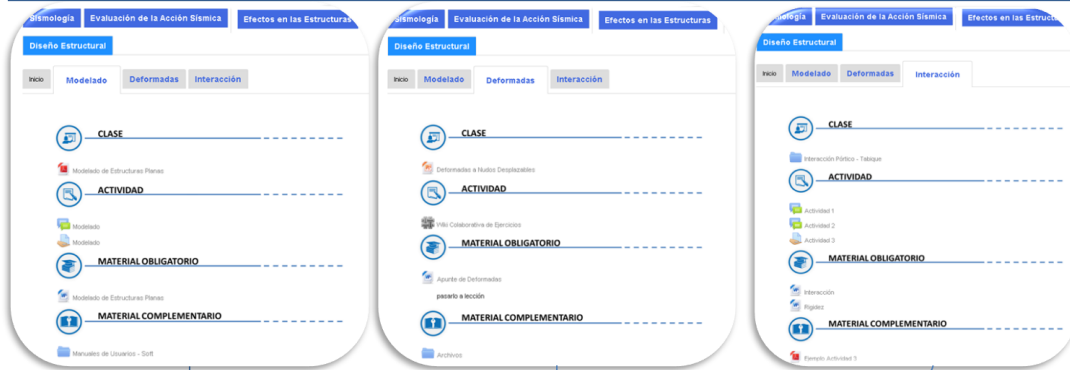 Sismología Evaluación de la Acción Sísmica Efectos en las Estructuras
Diseño Estructural
Inicio Modelado Deformadas Interacción
CLASE
Modelado de Estructuras Planas
ACTIVIDAD
Modelado
Modelado
MATERIAL OBLIGATORIO
Modelado de Estructuras Planas
MATERIAL COMPLEMENTARIO
Manuales de Usuarios - Soft
Sismología Evaluación de la Acción Sísmica Efectos en las Estructuras
Diseño Estructural
Inicio Modelado Deformadas Interacción
CLASE
Deformadas a Nudos Desplazables
ACTIVIDAD
Wiki Colaborativa de Ejercicios
MATERIAL OBLIGATORIO
Apunte de Deformadas
pasarlo a lección
MATERIAL COMPLEMENTARIO
Archivos
Evaluación de la Acción Sísmica Efectos en las
Diseño Estructural
Inicio Modelado Deformadas Interacción
CLASE
Interacción Pórtico - Tabique
ACTIVIDAD
Actividad 1
Actividad 2
Actividad 3
MATERIAL OBLIGATORIO
Interacción
Rigidez
MATERIAL COMPLEMENTARIO
Ejemplo Actividad 3